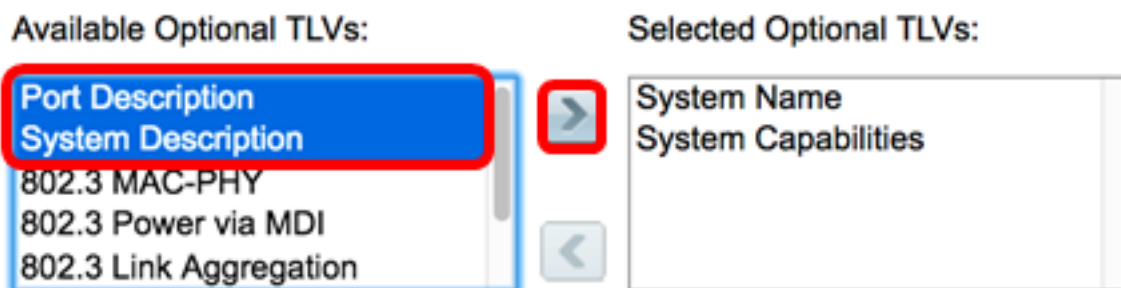 Available Optional TLVs:
Port Description
System Description
802.3 MAC-PHY
802.3 Power via MDI
802.3 Link Aggregation
Selected Optional TLVs:
System Name
System Capabilities